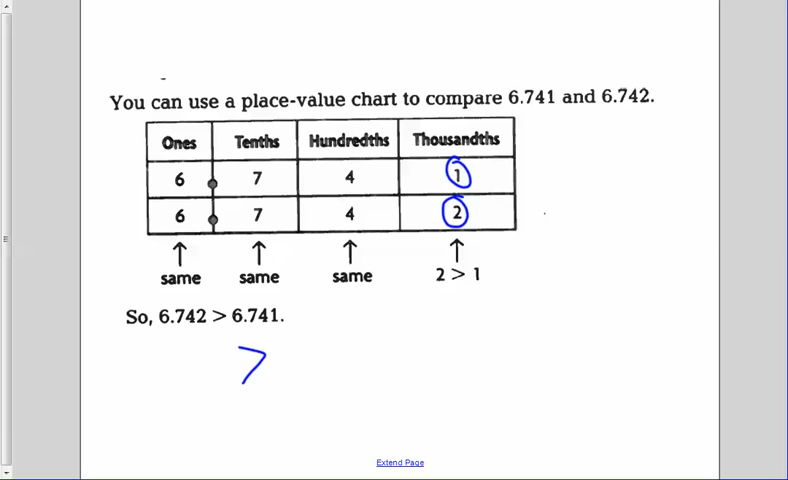 You can use a place-value chart to compare 6.741 and 6.742.
Ones Tenths Hundredths Thousandths
6 7 4 1
6 7 4 2
↑ ↑ ↑ ↑
same same same 2 > 1
So, 6.742 > 6.741.
>
Extend Page